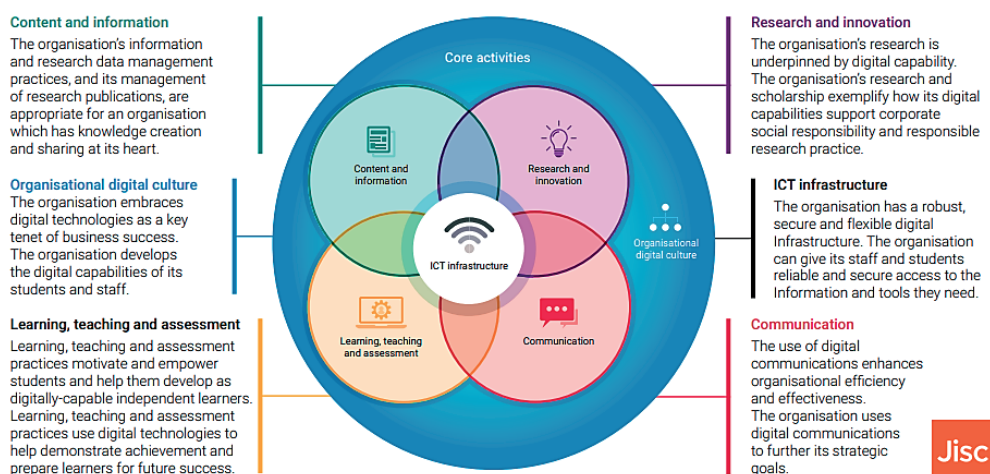 Content and information
The organisation's information
and research data management
practices, and its management
of research publications, are
appropriate for an organisation
which has knowledge creation
and sharing at its heart.
Organisational digital culture
The organisation embraces
digital technologies as a key
tenet of business success.
The organisation develops
the digital capabilities of its
students and staff.
Learning, teaching and assessment
Learning, teaching and assessment
practices motivate and empower
students and help them develop as
digitally-capable independent learners.
Learning, teaching and assessment
practices use digital technologies to
help demonstrate achievement and
prepare learners for future success.
Core activities
Content and
information
Research and
innovation
ICT infrastructure
Organisational
digital culture
Learning, teaching
and assessment
Communication
Research and innovation
The organisation's research is
underpinned by digital capability.
The organisation's research and
scholarship exemplify how its digital
capabilities support corporate
social responsibility and responsible
research practice.
ICT infrastructure
The organisation has a robust,
secure and flexible digital
Infrastructure. The organisation
can give its staff and students
reliable and secure access to the
Information and tools they need.
Communication
The use of digital
communications enhances
organisational efficiency
and effectiveness.
The organisation uses
digital communications
to further its strategic
goals.
Jisc